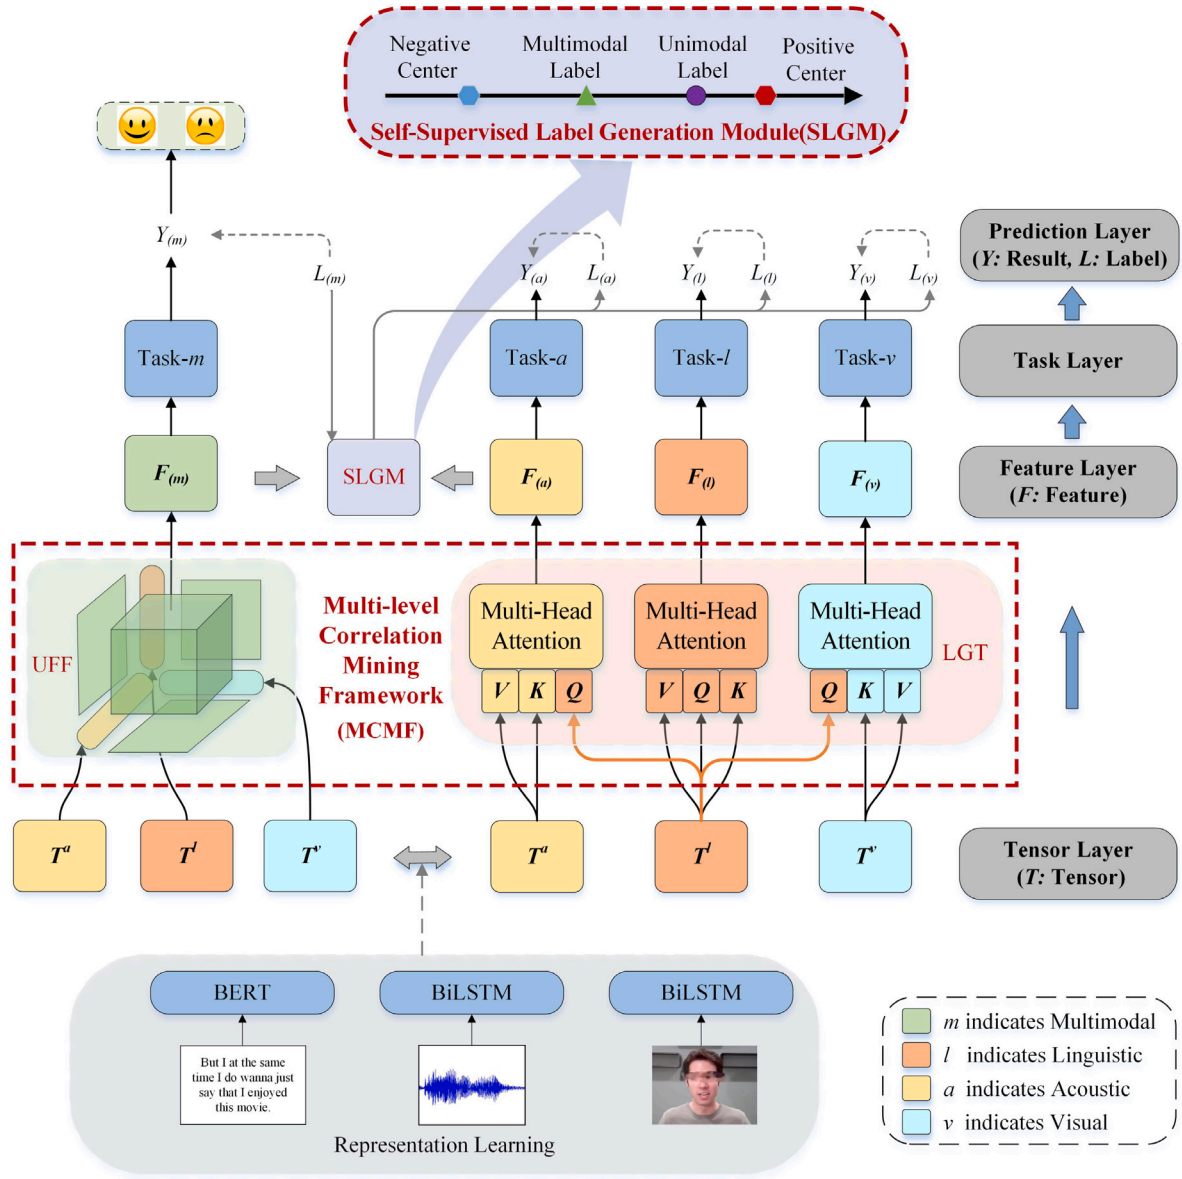 Negative Center
Multimodal Label
Unimodal Label
Positive Center
Self-Supervised Label Generation Module(SLGM)
Y(m)
L(m)
Y(a)
L(a)
Y(l)
L(l)
Y(v)
L(v)
Prediction Layer
(Y: Result, L: Label)
Task-m
Task-a
Task-l
Task-v
Task Layer
F(m)
SLGM
F(a)
F(l)
F(v)
Feature Layer
(F: Feature)
UFF
Multi-level
Correlation
Mining
Framework
(MCMF)
Multi-Head
Attention
V K Q
Multi-Head
Attention
V Q K
Multi-Head
Attention
Q K V
LGT
T^a
T^l
T^v
T^a
T^l
T^v
Tensor Layer
(T: Tensor)
BERT
BiLSTM
BiLSTM
But I at the same
time I do wanna just
say that I enjoyed
this movie.
Representation Learning
m indicates Multimodal
l indicates Linguistic
a indicates Acoustic
v indicates Visual